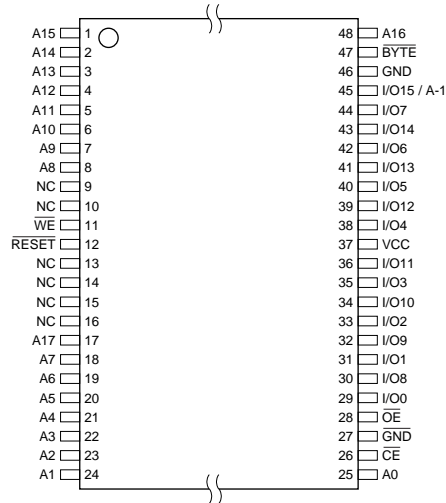 A15 1 48 A16
A14 2 47 BYTE
A13 3 46 GND
A12 4 45 I/O15 / A-1
A11 5 44 I/O7
A10 6 43 I/O14
A9 7 42 I/O6
A8 8 41 I/O13
NC 9 40 I/O5
NC 10 39 I/O12
WE 11 38 I/O4
RESET 12 37 VCC
NC 13 36 I/O11
NC 14 35 I/O3
NC 15 34 I/O10
NC 16 33 I/O2
A17 17 32 I/O9
A7 18 31 I/O1
A6 19 30 I/O8
A5 20 29 I/O0
A4 21 28 OE
A3 22 27 GND
A2 23 26 CE
A1 24 25 A0